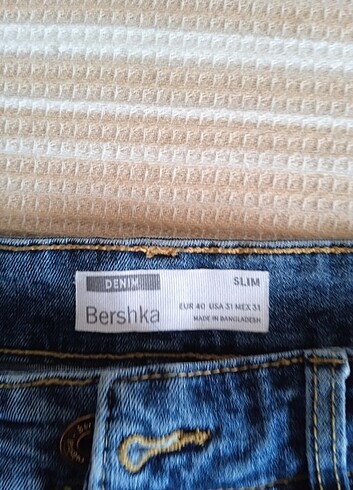 DENIM
SLIM
Bershka
EUR 40 USA 31 MEX 31
MADE IN BANGLADESH